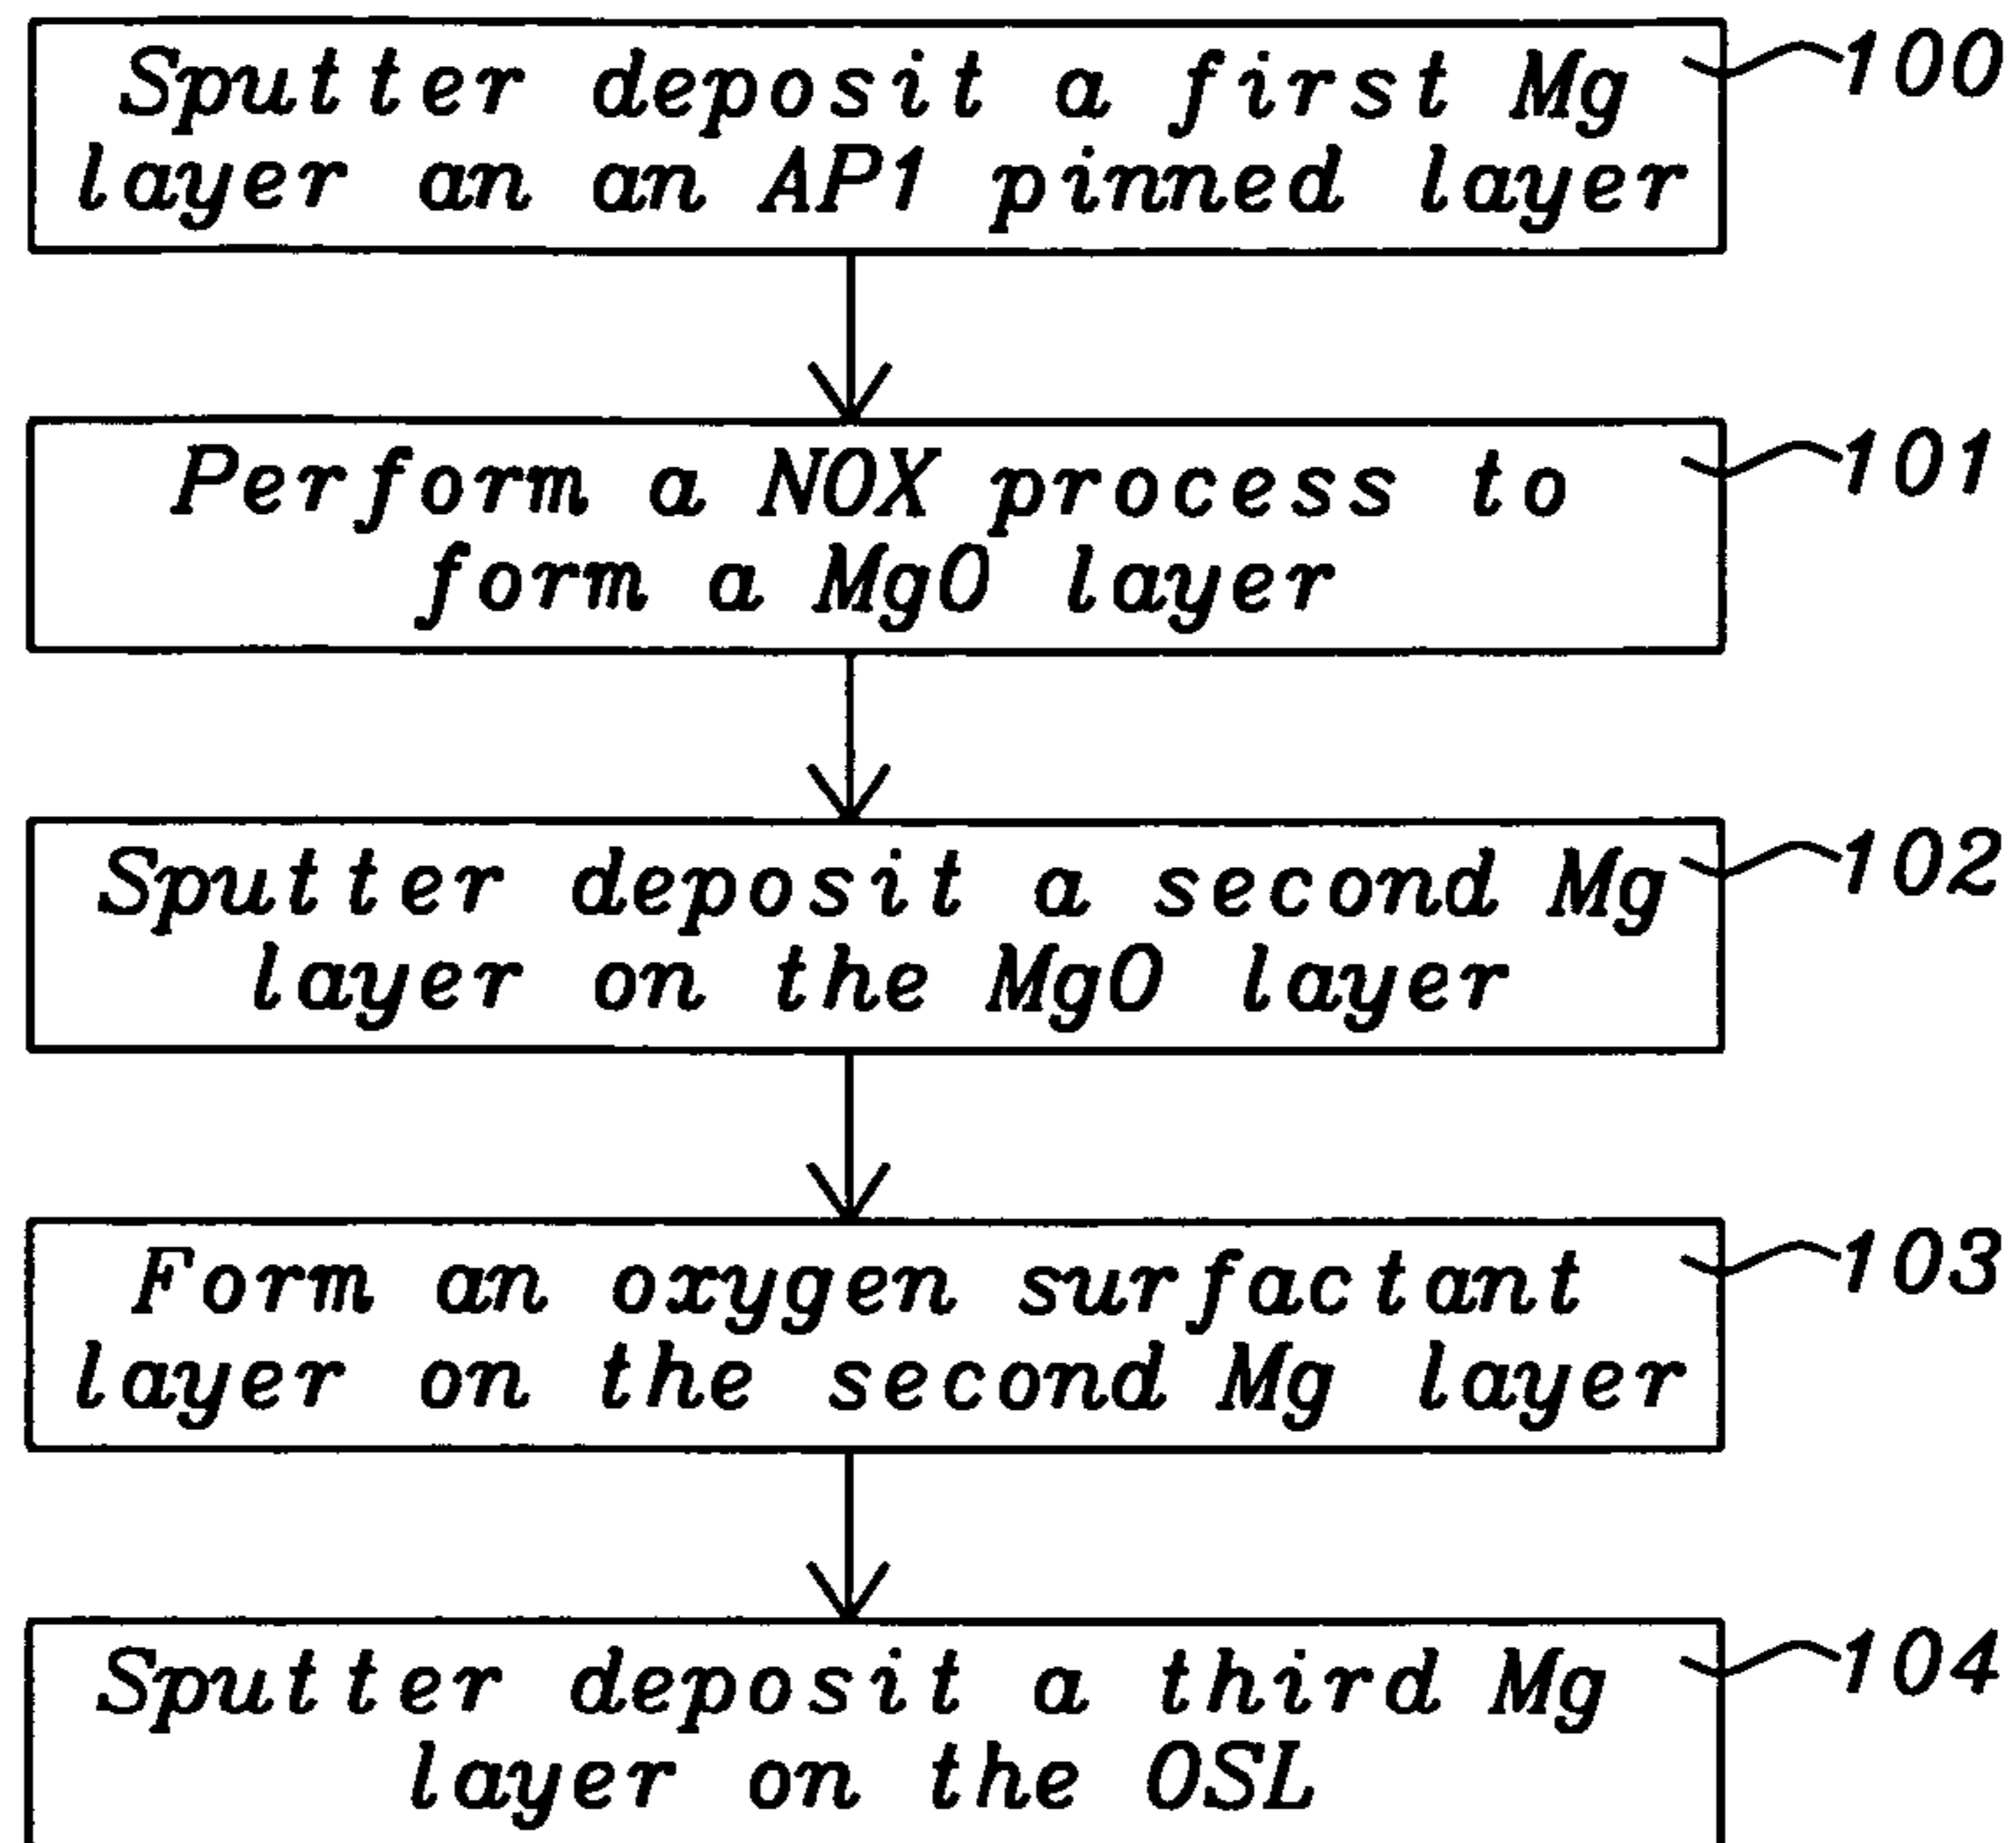 Sputter deposit a first Mg
layer an an AP1 pinned layer
100
Perform a NOX process to
form a MgO layer
101
Sputter deposit a second Mg
layer on the MgO layer
102
Form an oxygen surfactant
layer on the second Mg layer
103
Sputter deposit a third Mg
layer on the OSL
104